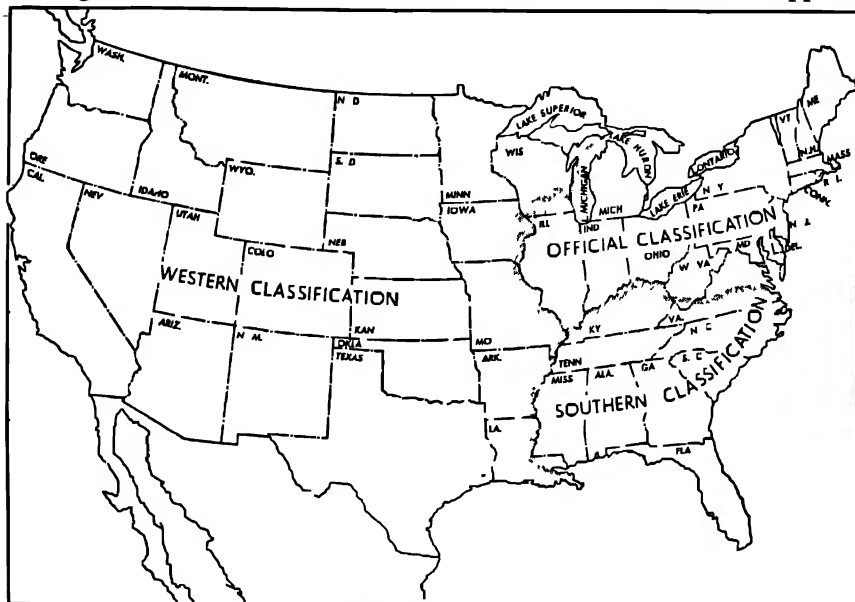 WASH.
MONT.
N D
S. D
MINN
LAKE SUPERIOR
WIS
MICHIGAN
LAKE HURON
MICH
ONTARIO
LAKE ERIE
VT
N.H.
ME
MASS
R I.
CONN.
N Y
PA
N J.
DEL.
MD
ORE
CAL
IDAHO
WYO.
NEV
UTAH
COLO
NEB
IOWA
ILL
IND
OHIO
W VA
OFFICIAL CLASSIFICATION
WESTERN CLASSIFICATION
ARIZ.
N M.
KAN
OKLA
TEXAS
MO
ARK.
KY
VA.
TENN
N C
S. C
MISS
ALA.
GA
LA.
FLA
SOUTHERN CLASSIFICATION